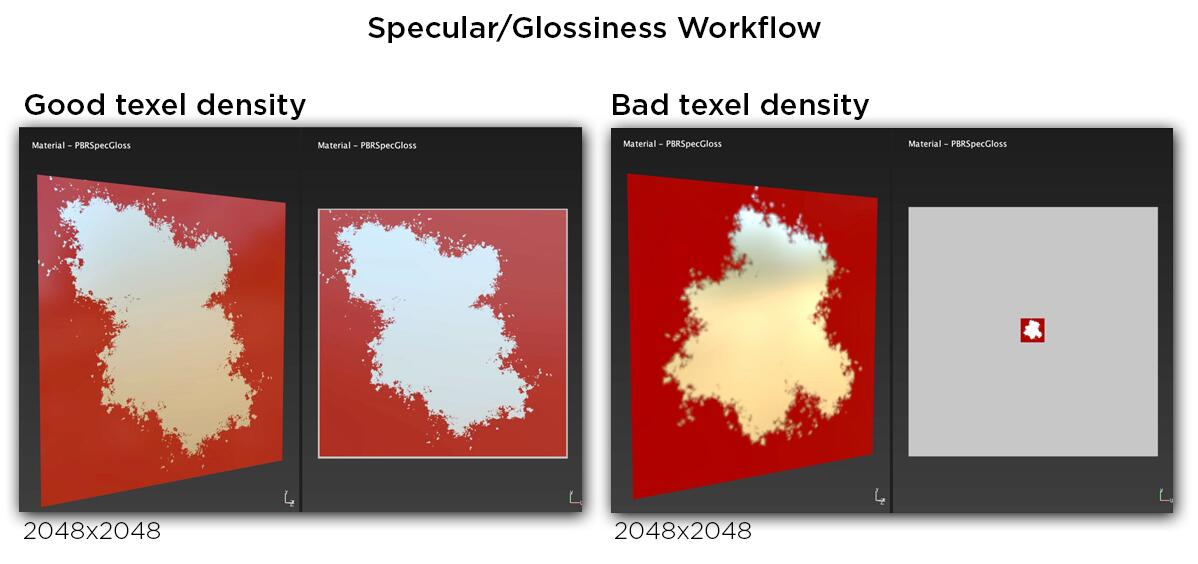 Specular/Glossiness Workflow
Good texel density
Bad texel density
Material – PBRSpecGloss
Material – PBRSpecGloss
Material – PBRSpecGloss
Material – PBRSpecGloss
2048x2048
2048x2048